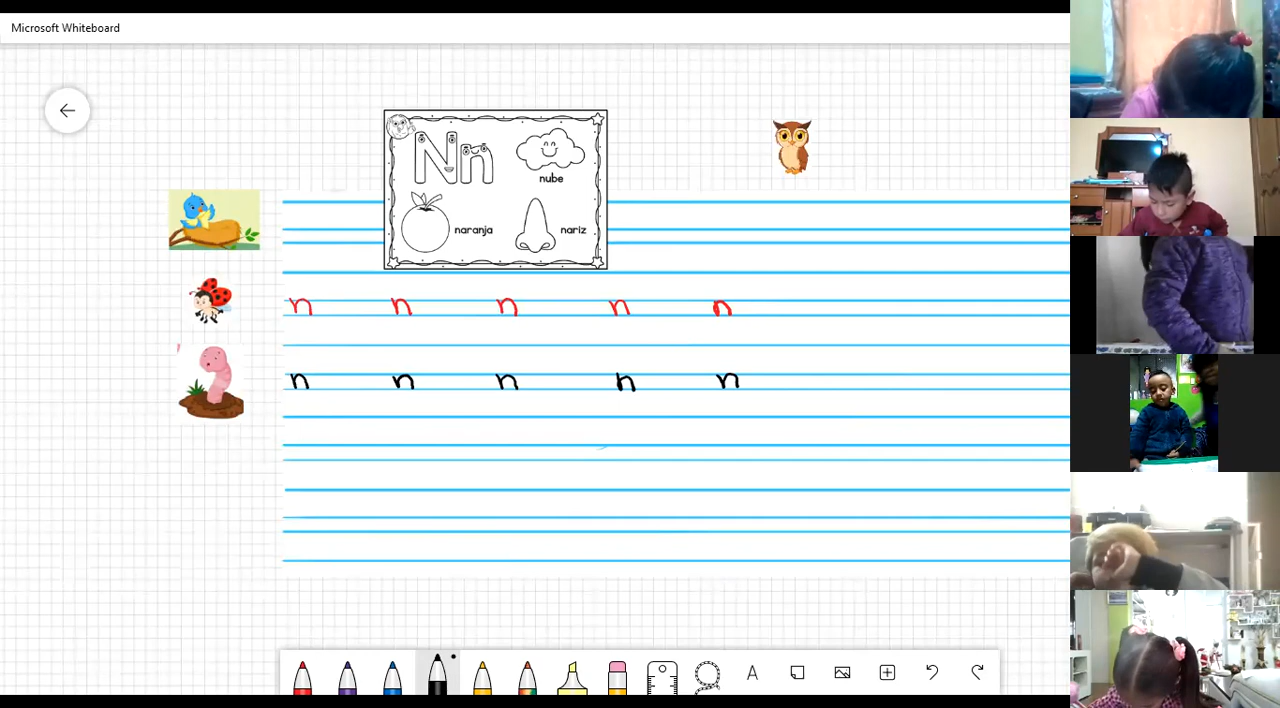 Microsoft Whiteboard
Nn
nube
naranja
nariz
n n n n n
n n n n n
A